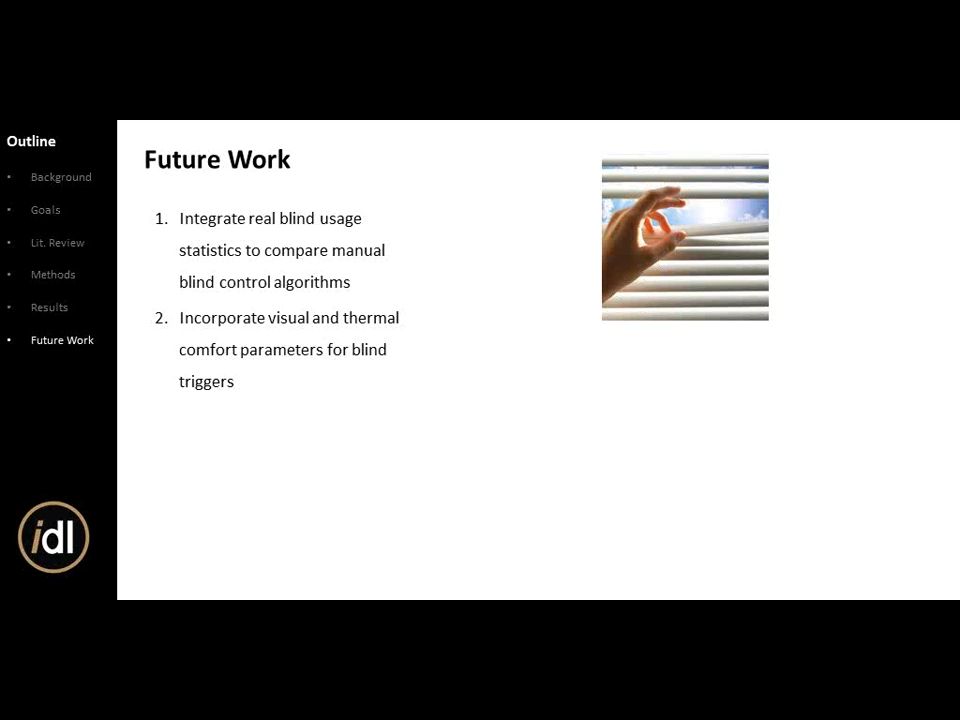 Outline
• Background
• Goals
• Lit. Review
• Methods
• Results
• Future Work
idl
Future Work
1. Integrate real blind usage
statistics to compare manual
blind control algorithms
2. Incorporate visual and thermal
comfort parameters for blind
triggers